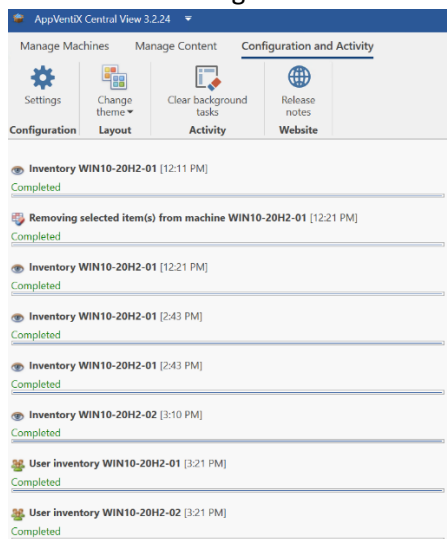 AppVentiX Central View 3.2.24
Manage Machines Manage Content Configuration and Activity
Settings Change theme Clear background tasks Release notes
Configuration Layout Activity Website
Inventory WIN10-20H2-01 [12:11 PM]
Completed
Removing selected item(s) from machine WIN10-20H2-01 [12:21 PM]
Completed
Inventory WIN10-20H2-01 [12:21 PM]
Completed
Inventory WIN10-20H2-01 [2:43 PM]
Completed
Inventory WIN10-20H2-01 [2:43 PM]
Completed
Inventory WIN10-20H2-02 [3:10 PM]
Completed
User inventory WIN10-20H2-01 [3:21 PM]
Completed
User inventory WIN10-20H2-02 [3:21 PM]
Completed